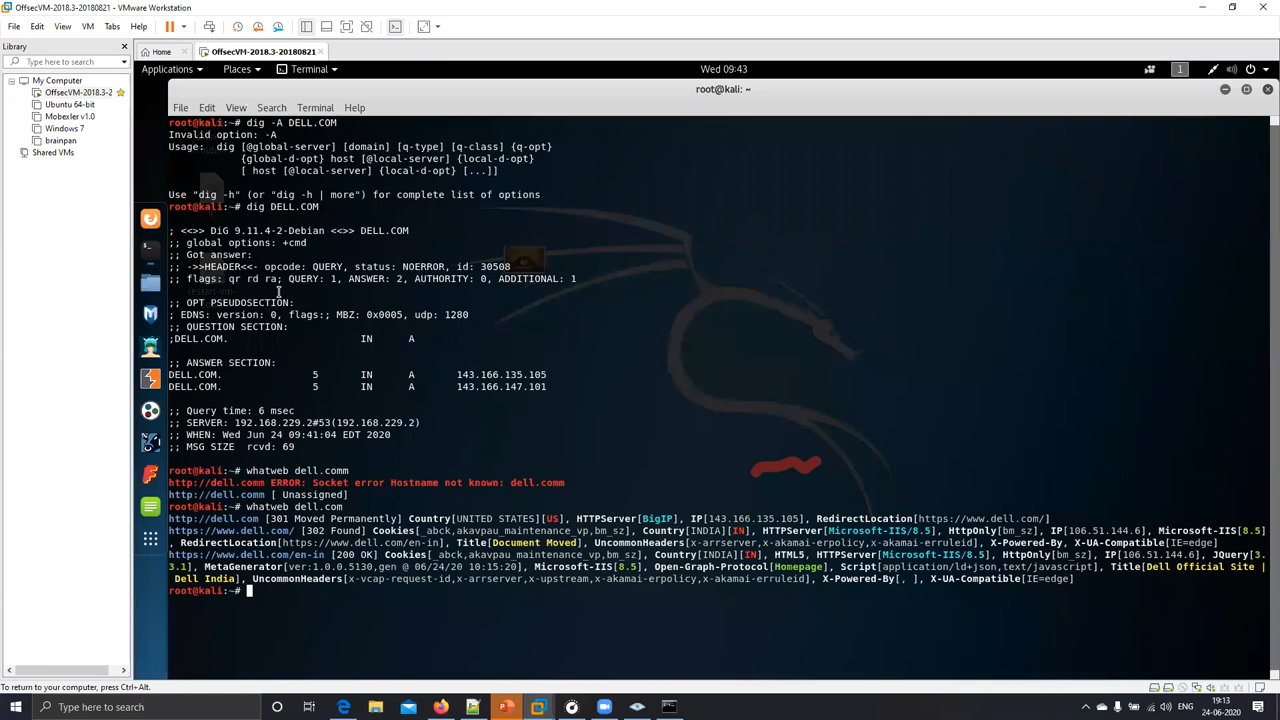 OffsecVM-2018.3-20180821 - VMware Workstation
File Edit View VM Tabs Help
Library
Type here to search
My Computer
OffsecVM-2018.3-2
Ubuntu 64-bit
Mobexler v1.0
Windows 7
brainpan
Shared VMs
Home OffsecVM-2018.3-20180821
Applications Places Terminal Wed 09:43 1
root@kali: ~
File Edit View Search Terminal Help
root@kali:~# dig -A DELL.COM
Invalid option: -A
Usage: dig [@global-server] [domain] [q-type] [q-class] {q-opt}
{global-d-opt} host [@local-server] {local-d-opt}
[ host [@local-server] {local-d-opt} [...]]
Use "dig -h" (or "dig -h | more") for complete list of options
root@kali:~# dig DELL.COM
; <<>> DiG 9.11.4-2-Debian <<>> DELL.COM
;; global options: +cmd
;; Got answer:
;; ->>HEADER<<- opcode: QUERY, status: NOERROR, id: 30508
;; flags: qr rd ra; QUERY: 1, ANSWER: 2, AUTHORITY: 0, ADDITIONAL: 1
;; OPT PSEUDOSECTION:
; EDNS: version: 0, flags:; MBZ: 0x0005, udp: 1280
;; QUESTION SECTION:
;DELL.COM. IN A
;; ANSWER SECTION:
DELL.COM. 5 IN A 143.166.135.105
DELL.COM. 5 IN A 143.166.147.101
;; Query time: 6 msec
;; SERVER: 192.168.229.2#53(192.168.229.2)
;; WHEN: Wed Jun 24 09:41:04 EDT 2020
;; MSG SIZE rcvd: 69
root@kali:~# whatweb dell.comm
http://dell.comm ERROR: Socket error Hostname not known: dell.comm
http://dell.comm [ Unassigned]
root@kali:~# whatweb dell.com
http://dell.com [301 Moved Permanently] Country[UNITED STATES][US], HTTPServer[BigIP], IP[143.166.135.105], RedirectLocation[https://www.dell.com/]
https://www.dell.com/ [302 Found] Cookies[_abck,akavpau_maintenance_vp,bm_sz], Country[INDIA][IN], HTTPServer[Microsoft-IIS/8.5], HttpOnly[bm_sz], IP[106.51.144.6], Microsoft-IIS[8.5]
, RedirectLocation[https://www.dell.com/en-in], Title[Document Moved], UncommonHeaders[x-arrserver,x-akamai-erpolicy,x-akamai-erruleid], X-Powered-By, X-UA-Compatible[IE=edge]
https://www.dell.com/en-in [200 OK] Cookies[_abck,akavpau_maintenance_vp,bm_sz], Country[INDIA][IN], HTML5, HTTPServer[Microsoft-IIS/8.5], HttpOnly[bm_sz], IP[106.51.144.6], JQuery[3.
3.1], MetaGenerator[ver:1.0.0.5130,gen @ 06/24/20 10:15:20], Microsoft-IIS[8.5], Open-Graph-Protocol[Homepage], Script[application/ld+json,text/javascript], Title[Dell Official Site |
Dell India], UncommonHeaders[x-vcap-request-id,x-arrserver,x-upstream,x-akamai-erpolicy,x-akamai-erruleid], X-Powered-By[, ], X-UA-Compatible[IE=edge]
root@kali:~#
To return to your computer, press Ctrl+Alt.
Type here to search
19:13
24-06-2020